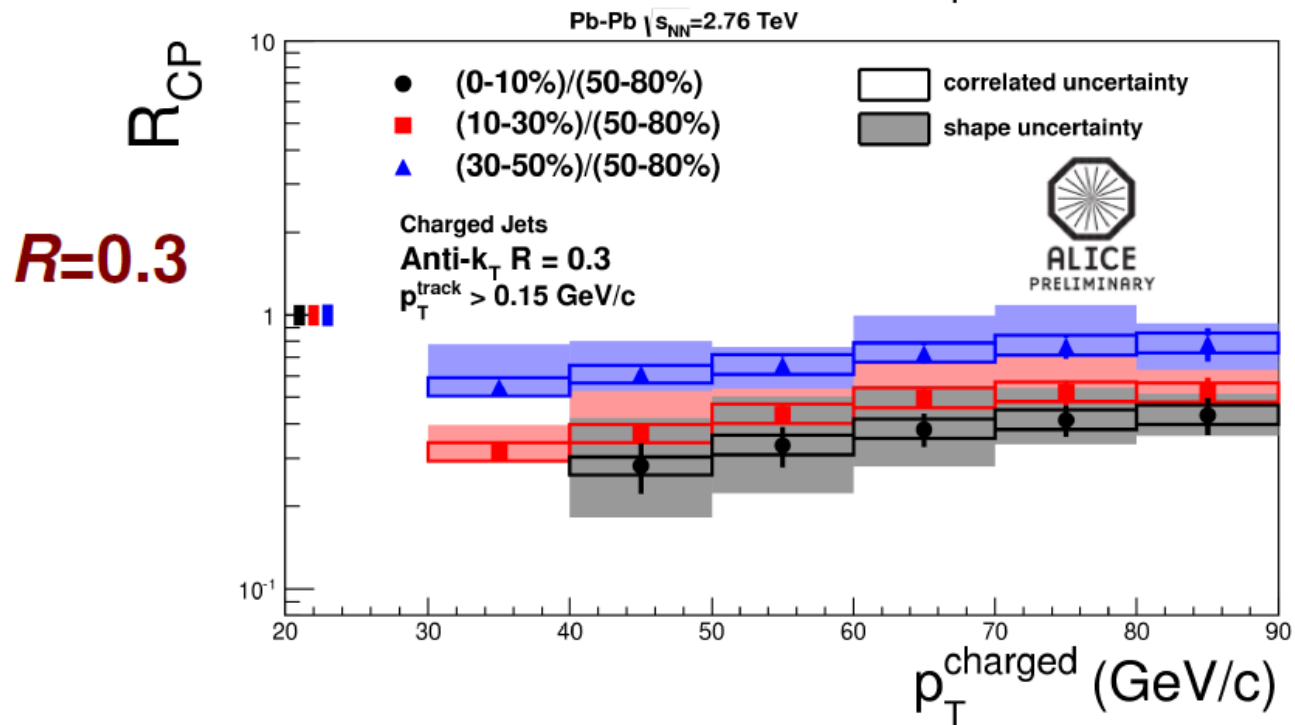 Pb-Pb √sNN=2.76 TeV
RCP
R=0.3
10
1
10-1
(0-10%)/(50-80%)
(10-30%)/(50-80%)
(30-50%)/(50-80%)
correlated uncertainty
shape uncertainty
Charged Jets
Anti-kT R = 0.3
pTtrack > 0.15 GeV/c
ALICE
PRELIMINARY
20 30 40 50 60 70 80 90
pTcharged (GeV/c)